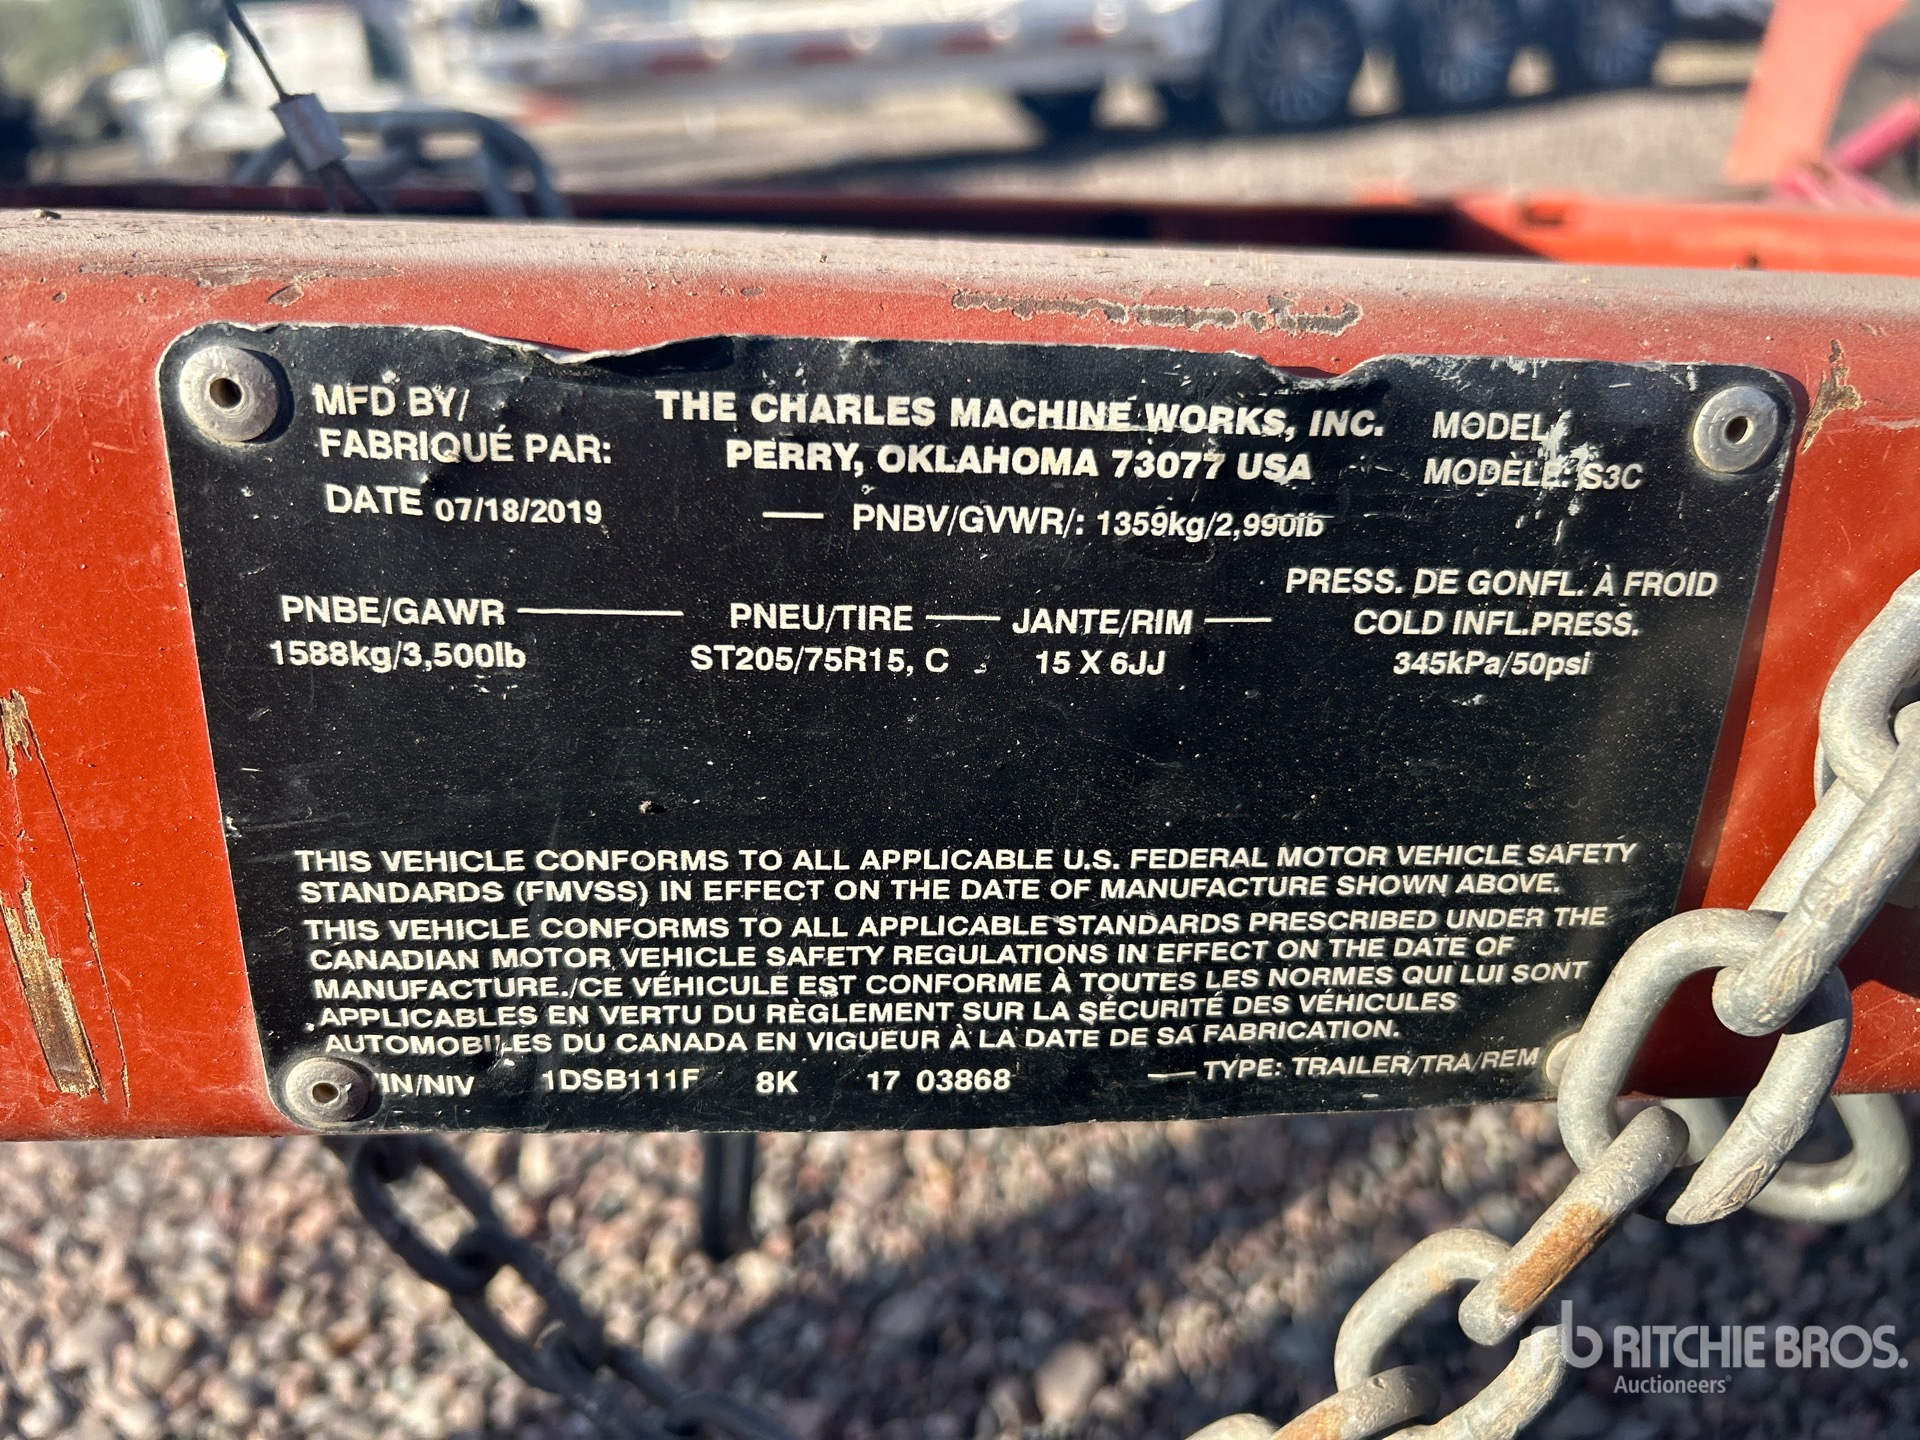 MFD BY/
FABRIQUÉ PAR:
THE CHARLES MACHINE WORKS, INC.
PERRY, OKLAHOMA 73077 USA
MODEL/
MODÈLE: S3C
DATE 07/18/2019
— PNBV/GVWR/: 1359kg/2,990lb
PNBE/GAWR — PNEU/TIRE — JANTE/RIM —
PRESS. DE GONFL. À FROID
COLD INFL.PRESS.
1588kg/3,500lb ST205/75R15, C 15 X 6JJ 345kPa/50psi
THIS VEHICLE CONFORMS TO ALL APPLICABLE U.S. FEDERAL MOTOR VEHICLE SAFETY
STANDARDS (FMVSS) IN EFFECT ON THE DATE OF MANUFACTURE SHOWN ABOVE.
THIS VEHICLE CONFORMS TO ALL APPLICABLE STANDARDS PRESCRIBED UNDER THE
CANADIAN MOTOR VEHICLE SAFETY REGULATIONS IN EFFECT ON THE DATE OF
MANUFACTURE./CE VÉHICULE EST CONFORME À TOUTES LES NORMES QUI LUI SONT
APPLICABLES EN VERTU DU RÈGLEMENT SUR LA SÉCURITÉ DES VÉHICULES
AUTOMOBILES DU CANADA EN VIGUEUR À LA DATE DE SA FABRICATION.
VIN/NIV 1DSB111F 8K 17 03868 — TYPE: TRAILER/TRA/REM
rb RITCHIE BROS.
Auctioneers